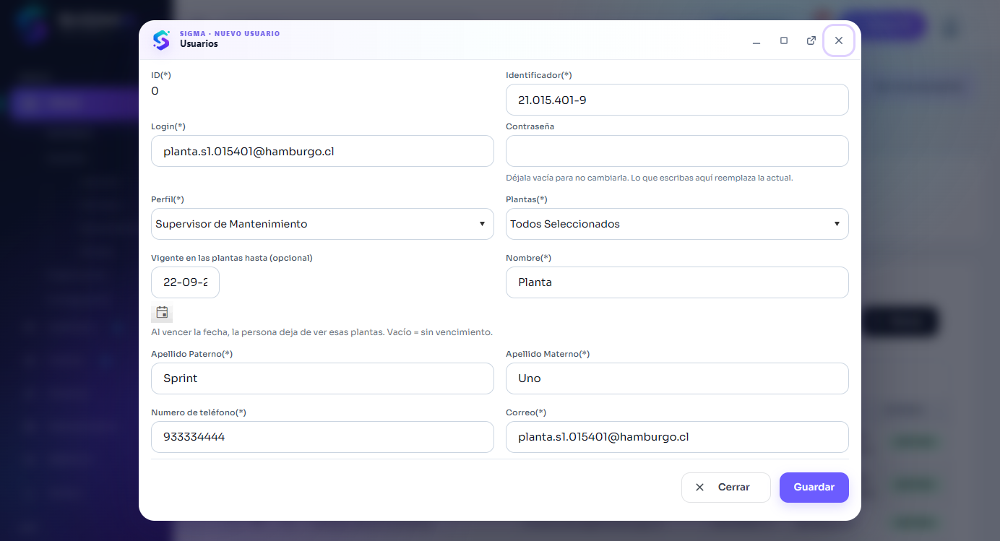 SIGMA · NUEVO USUARIO
Usuarios
ID(*)
0
Identificador(*)
21.015.401-9
Login(*)
planta.s1.015401@hamburgo.cl
Contraseña
Déjala vacía para no cambiarla. Lo que escribas aquí reemplaza la actual.
Perfil(*)
Supervisor de Mantenimiento
Plantas(*)
Todos Seleccionados
Vigente en las plantas hasta (opcional)
22-09-2
Nombre(*)
Planta
Al vencer la fecha, la persona deja de ver esas plantas. Vacío = sin vencimiento.
Apellido Paterno(*)
Sprint
Apellido Materno(*)
Uno
Numero de teléfono(*)
933334444
Correo(*)
planta.s1.015401@hamburgo.cl
Cerrar
Guardar